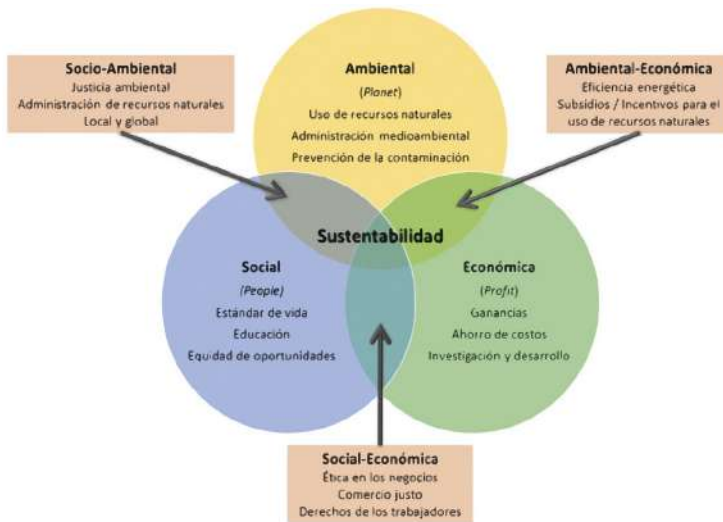 Socio-Ambiental
Justicia ambiental
Administración de recursos naturales
Local y global
Ambiental
(Planet)
Uso de recursos naturales
Administración medioambiental
Prevención de la contaminación
Ambiental-Económica
Eficiencia energética
Subsidios / Incentivos para el
uso de recursos naturales
Sustentabilidad
Social
(People)
Estándar de vida
Educación
Equidad de oportunidades
Económica
(Profit)
Ganancias
Ahorro de costos
Investigación y desarrollo
Social-Económica
Ética en los negocios
Comercio justo
Derechos de los trabajadores